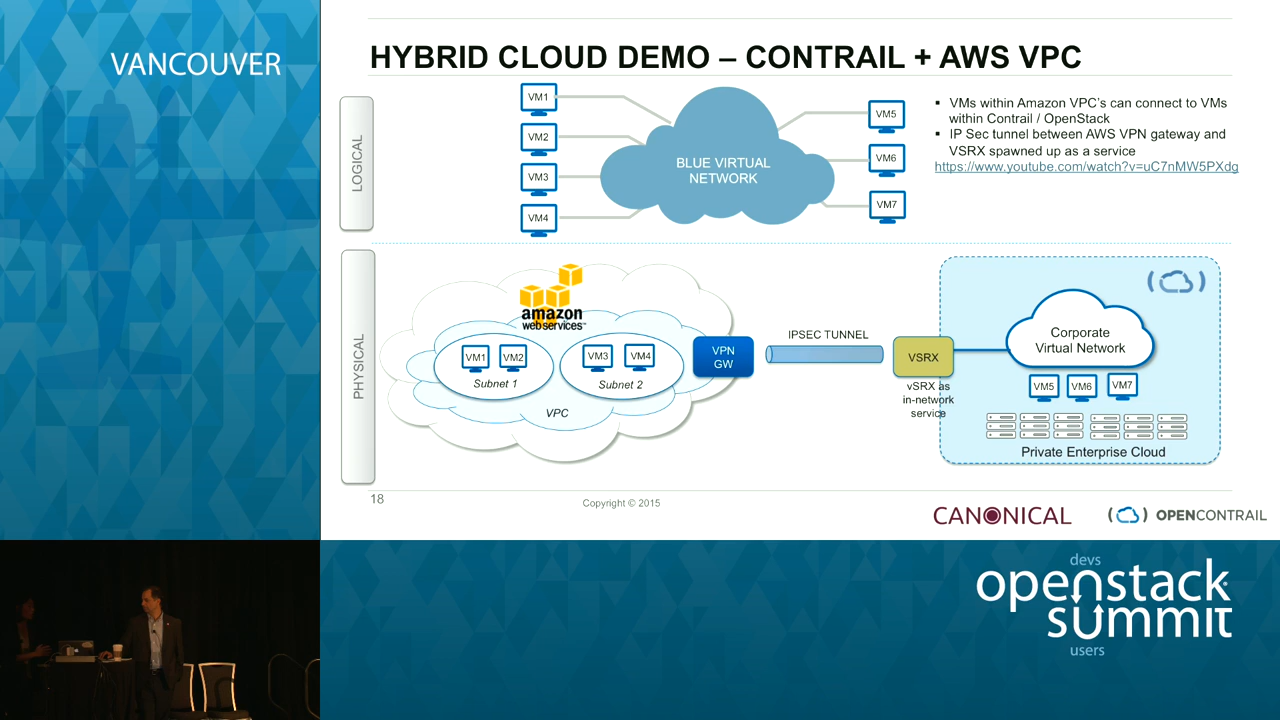 VANCOUVER
HYBRID CLOUD DEMO – CONTRAIL + AWS VPC
LOGICAL
VM1
VM2
VM3
VM4
BLUE VIRTUAL
NETWORK
VM5
VM6
VM7
▪ VMs within Amazon VPC's can connect to VMs
within Contrail / OpenStack
▪ IP Sec tunnel between AWS VPN gateway and
VSRX spawned up as a service
https://www.youtube.com/watch?v=uC7nMW5PXdg
PHYSICAL
amazon
web services™
VM1
VM2
Subnet 1
VM3
VM4
Subnet 2
VPC
VPN
GW
IPSEC TUNNEL
VSRX
vSRX as
in-network
service
Corporate
Virtual Network
VM5
VM6
VM7
Private Enterprise Cloud
18
Copyright © 2015
CANONICAL
OPENCONTRAIL
devs
openstack
summit
users